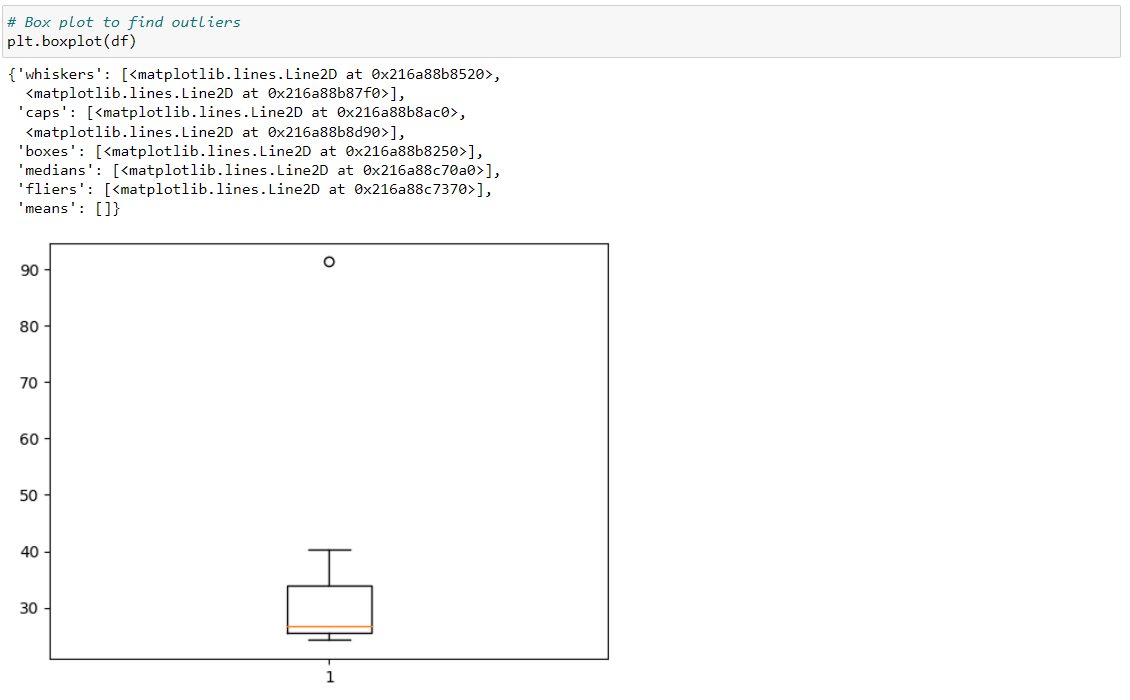 # Box plot to find outliers
plt.boxplot(df)
{'whiskers': [<matplotlib.lines.Line2D at 0x216a88b8520>,
  <matplotlib.lines.Line2D at 0x216a88b87f0>],
 'caps': [<matplotlib.lines.Line2D at 0x216a88b8ac0>,
  <matplotlib.lines.Line2D at 0x216a88b8d90>],
 'boxes': [<matplotlib.lines.Line2D at 0x216a88b8250>],
 'medians': [<matplotlib.lines.Line2D at 0x216a88c70a0>],
 'fliers': [<matplotlib.lines.Line2D at 0x216a88c7370>],
 'means': []}
90
80
70
60
50
40
30
1